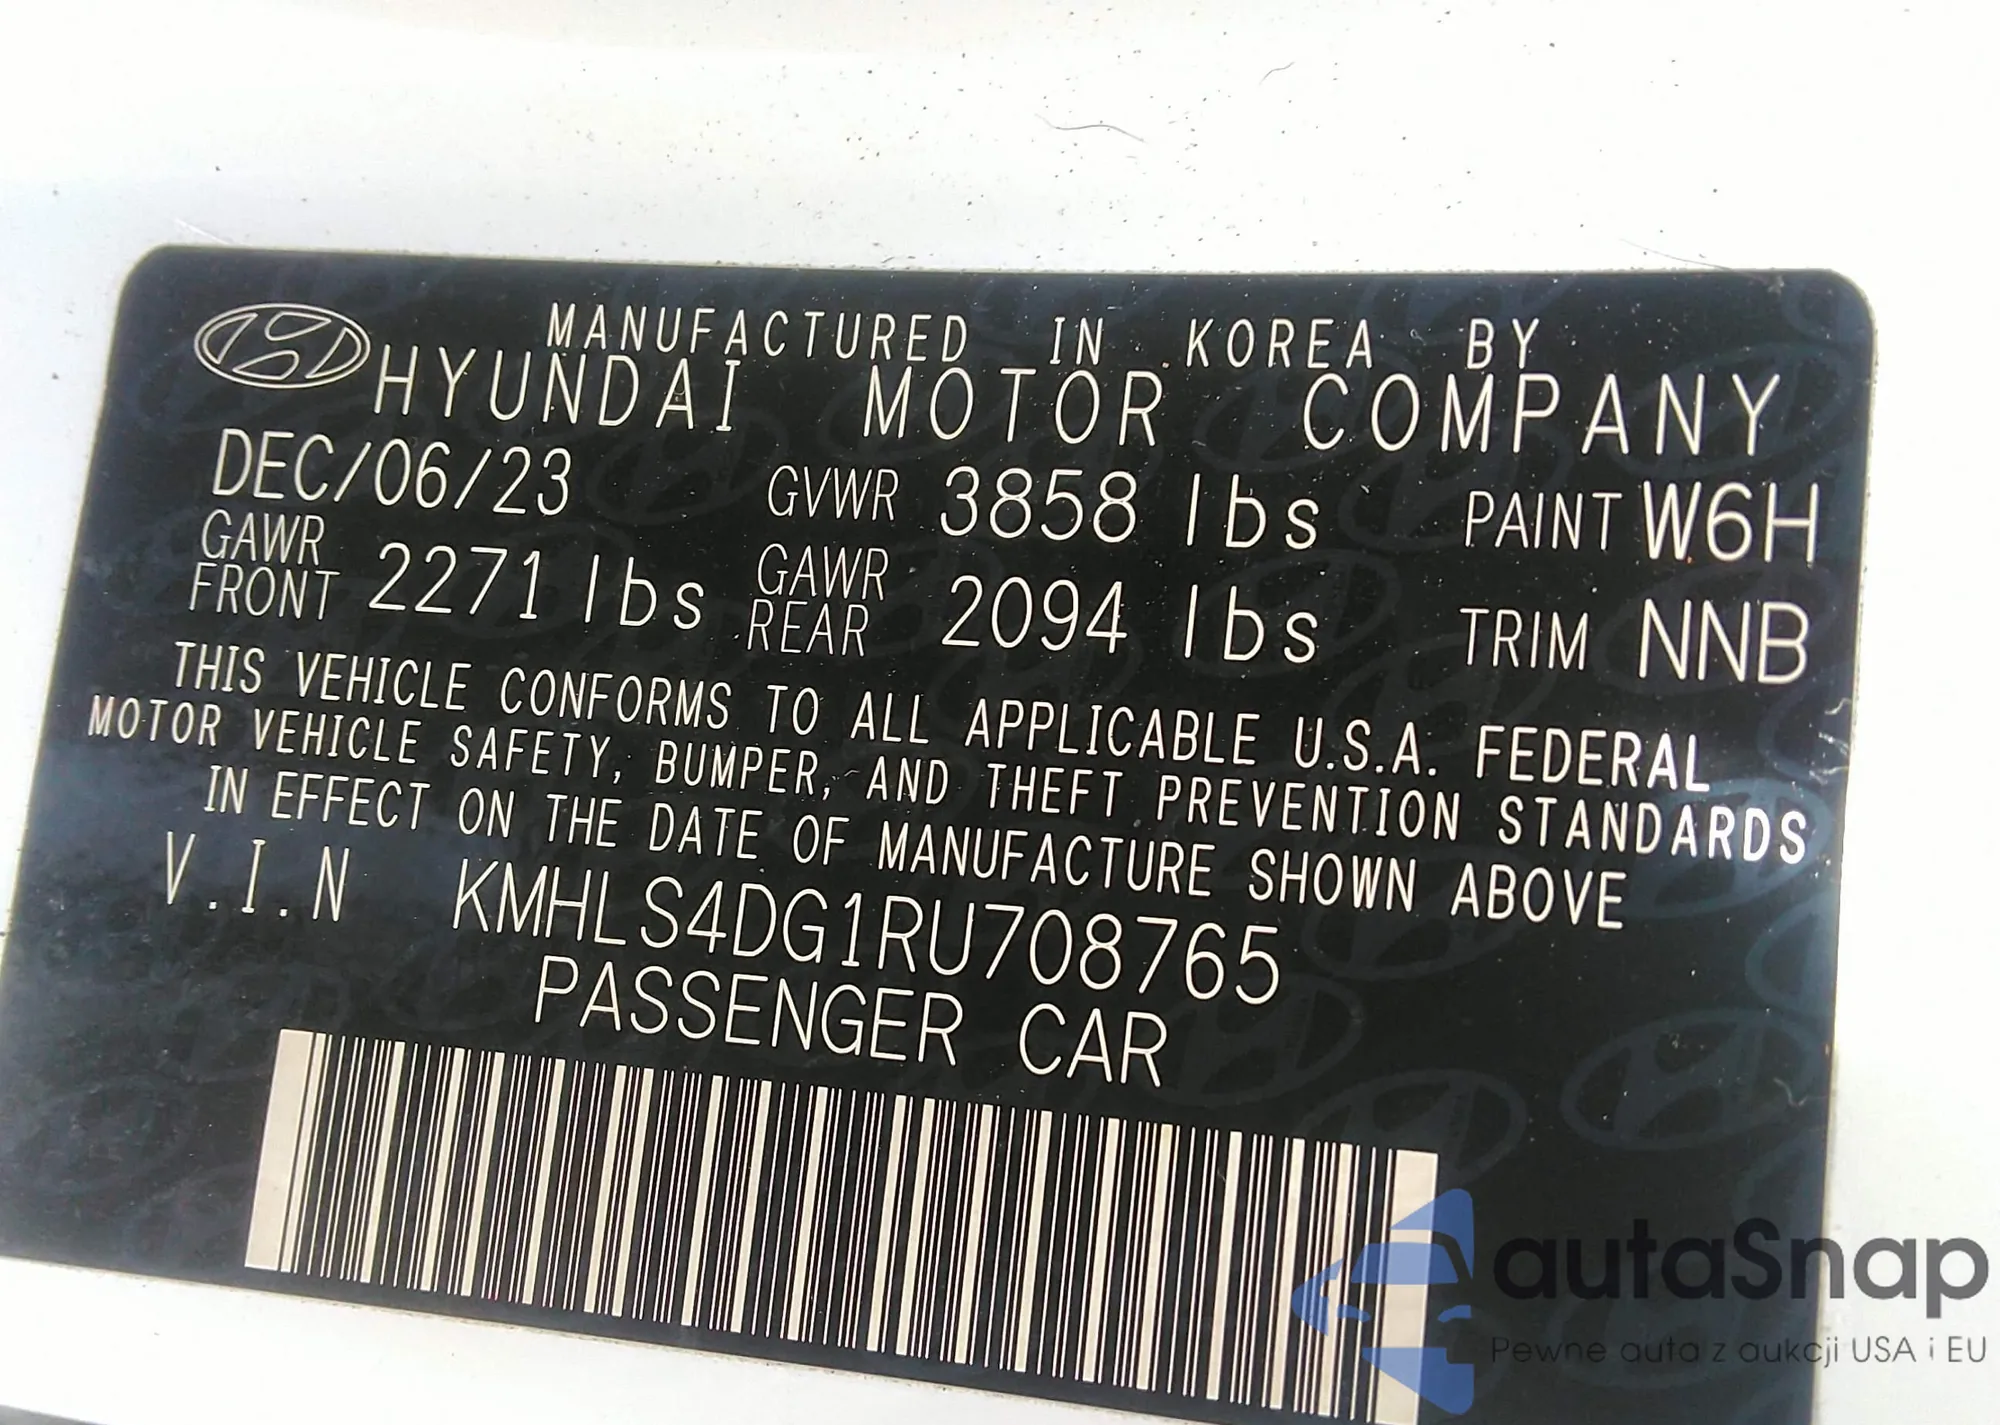 MANUFACTURED IN KOREA BY
HYUNDAI MOTOR COMPANY
DEC/06/23 GVWR 3858 lbs PAINT W6H
GAWR FRONT 2271 lbs GAWR REAR 2094 lbs TRIM NNB
THIS VEHICLE CONFORMS TO ALL APPLICABLE U.S.A. FEDERAL
MOTOR VEHICLE SAFETY, BUMPER, AND THEFT PREVENTION STANDARDS
IN EFFECT ON THE DATE OF MANUFACTURE SHOWN ABOVE
V.I.N KMHLS4DG1RU708765
PASSENGER CAR
autaSnap
Pewne auta z aukcji USA i EU